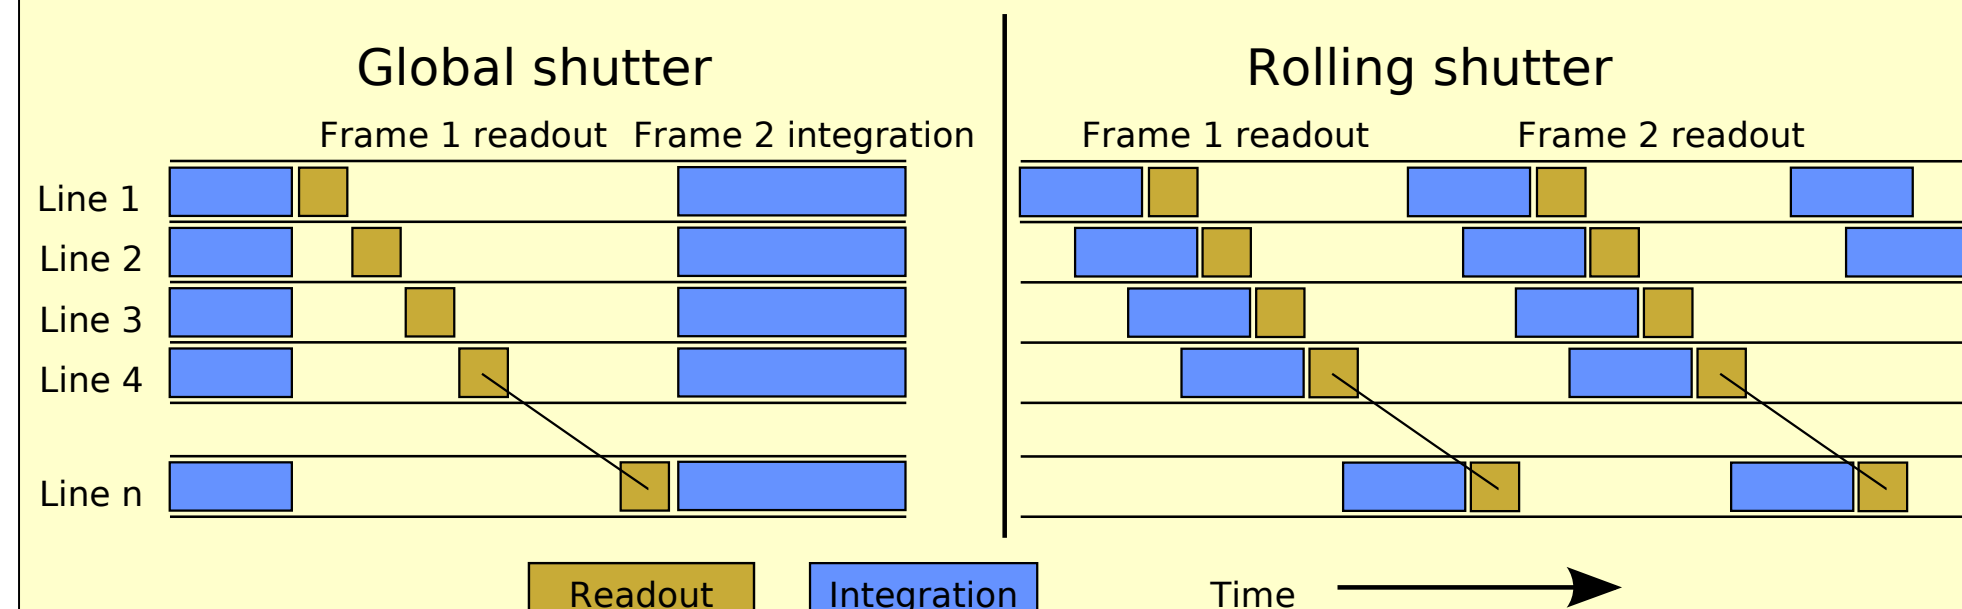 Global shutter
Rolling shutter
Frame 1 readout
Frame 2 integration
Frame 1 readout
Frame 2 readout
Line 1
Line 2
Line 3
Line 4
Line n
Readout
Integration
Time